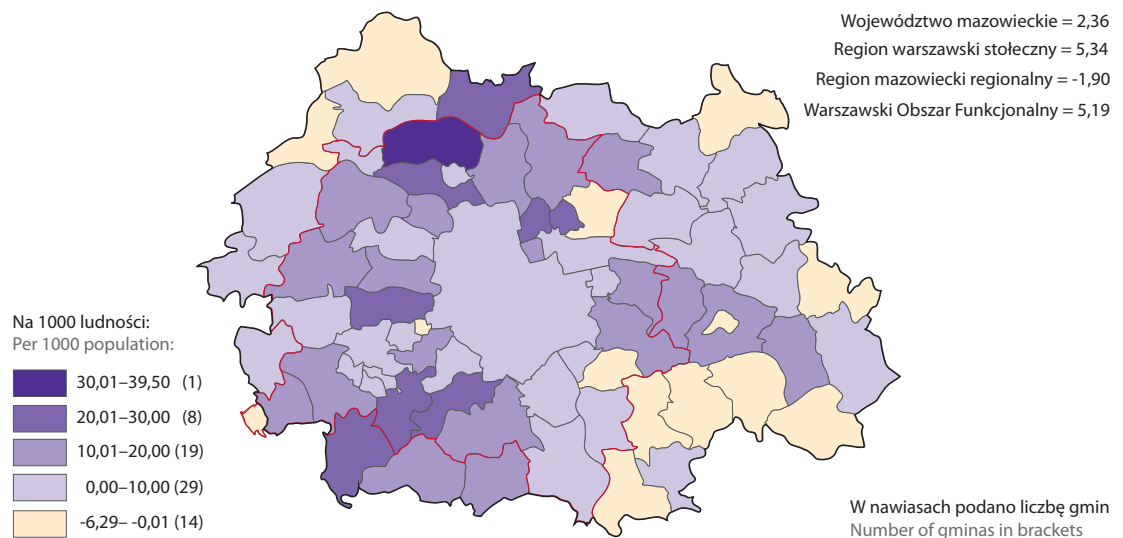 Województwo mazowieckie = 2,36
Region warszawski stołeczny = 5,34
Region mazowiecki regionalny = -1,90
Warszawski Obszar Funkcjonalny = 5,19
Na 1000 ludności:
Per 1000 population:
30,01–39,50 (1)
20,01–30,00 (8)
10,01–20,00 (19)
0,00–10,00 (29)
-6,29– -0,01 (14)
W nawiasach podano liczbę gmin
Number of gminas in brackets